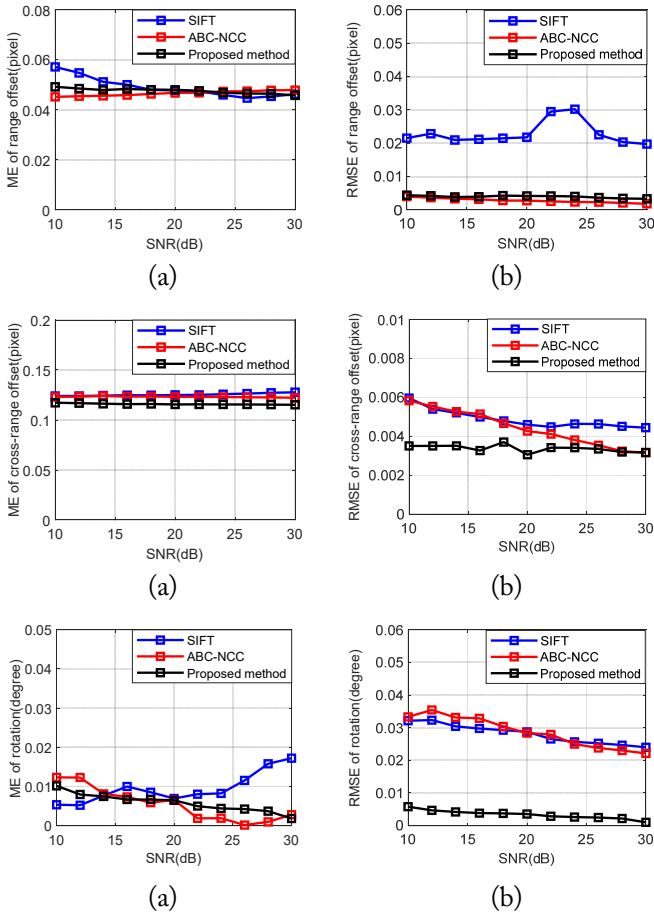 0.08
0.06
0.04
0.02
0
10
15
20
25
30
SNR(dB)
ME of range offset(pixel)
SIFT
ABC-NCC
Proposed method
(a)
0.06
0.05
0.04
0.03
0.02
0.01
0
10
15
20
25
30
SNR(dB)
RMSE of range offset(pixel)
SIFT
ABC-NCC
Proposed method
(b)
0.2
0.15
0.1
0.05
0
10
15
20
25
30
SNR(dB)
ME of cross-range offset(pixel)
SIFT
ABC-NCC
Proposed method
(a)
0.01
0.008
0.006
0.004
0.002
0
10
15
20
25
30
SNR(dB)
RMSE of cross-range offset(pixel)
SIFT
ABC-NCC
Proposed method
(b)
0.05
0.04
0.03
0.02
0.01
0
10
15
20
25
30
SNR(dB)
ME of rotation(degree)
SIFT
ABC-NCC
Proposed method
(a)
0.06
0.05
0.04
0.03
0.02
0.01
0
10
15
20
25
30
SNR(dB)
RMSE of rotation(degree)
SIFT
ABC-NCC
Proposed method
(b)